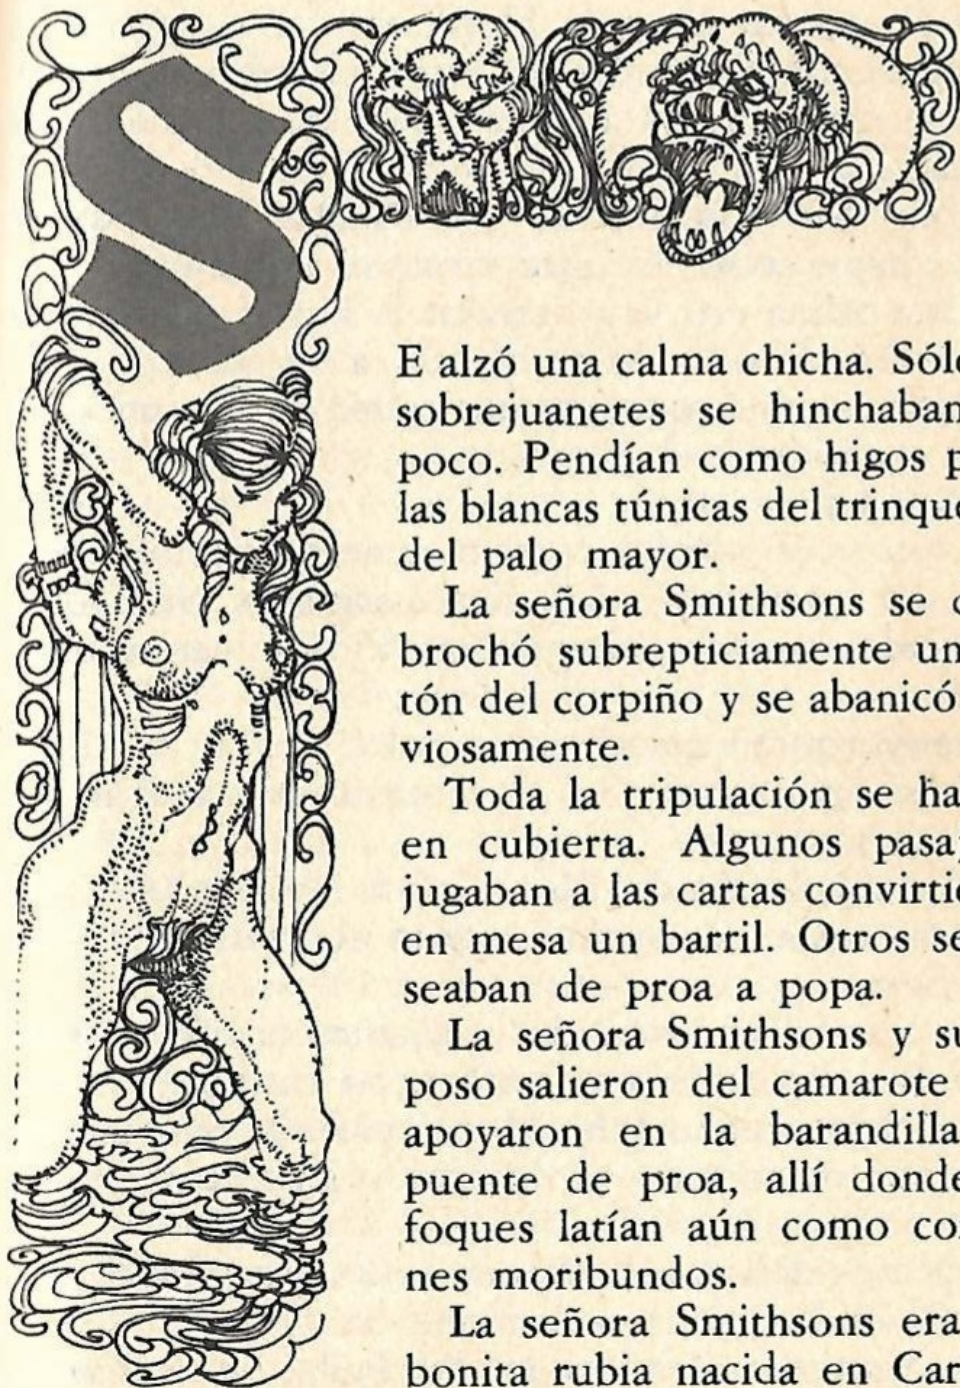 S
E alzó una calma chicha. Sólo
sobrejuanetes se hinchaban
poco. Pendían como higos p
las blancas túnicas del trinque
del palo mayor.
La señora Smithsons se d
brochó subrepticiamente un
tón del corpiño y se abanicó
viosamente.
Toda la tripulación se ha
en cubierta. Algunos pasa
jugaban a las cartas convirtie
en mesa un barril. Otros se
seaban de proa a popa.
La señora Smithsons y su
poso salieron del camarote
apoyaron en la barandilla
puente de proa, allí donde
foques latían aún como co
nes moribundos.
La señora Smithsons era
bonita rubia nacida en Car